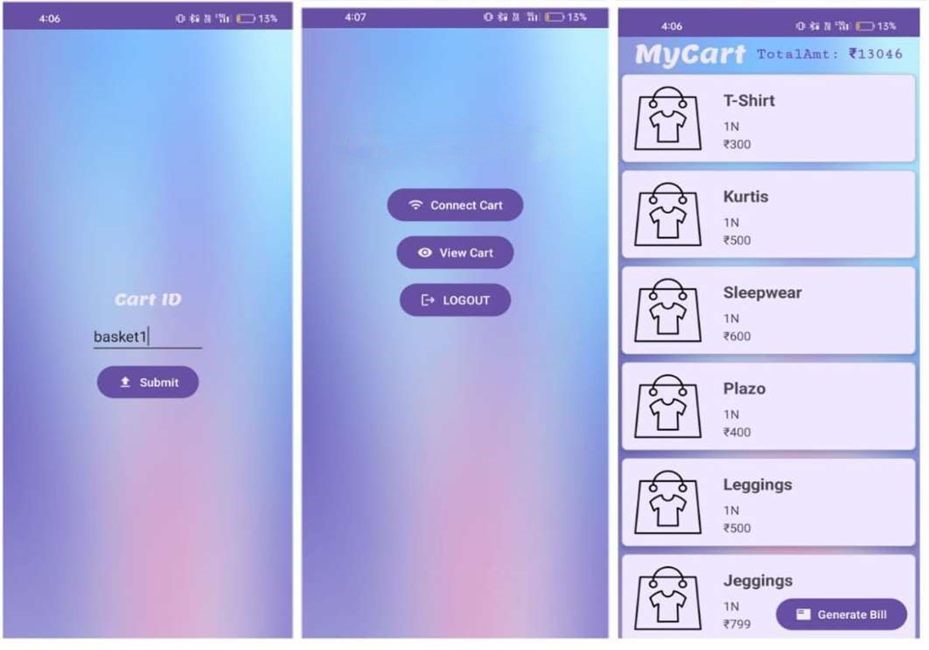 4:06
13%
Cart ID
basket1
Submit
4:07
13%
Connect Cart
View Cart
LOGOUT
4:06
13%
MyCart TotalAmt: ₹13046
T-Shirt
1N
₹300
Kurtis
1N
₹500
Sleepwear
1N
₹600
Plazo
1N
₹400
Leggings
1N
₹500
Jeggings
1N
₹799
Generate Bill